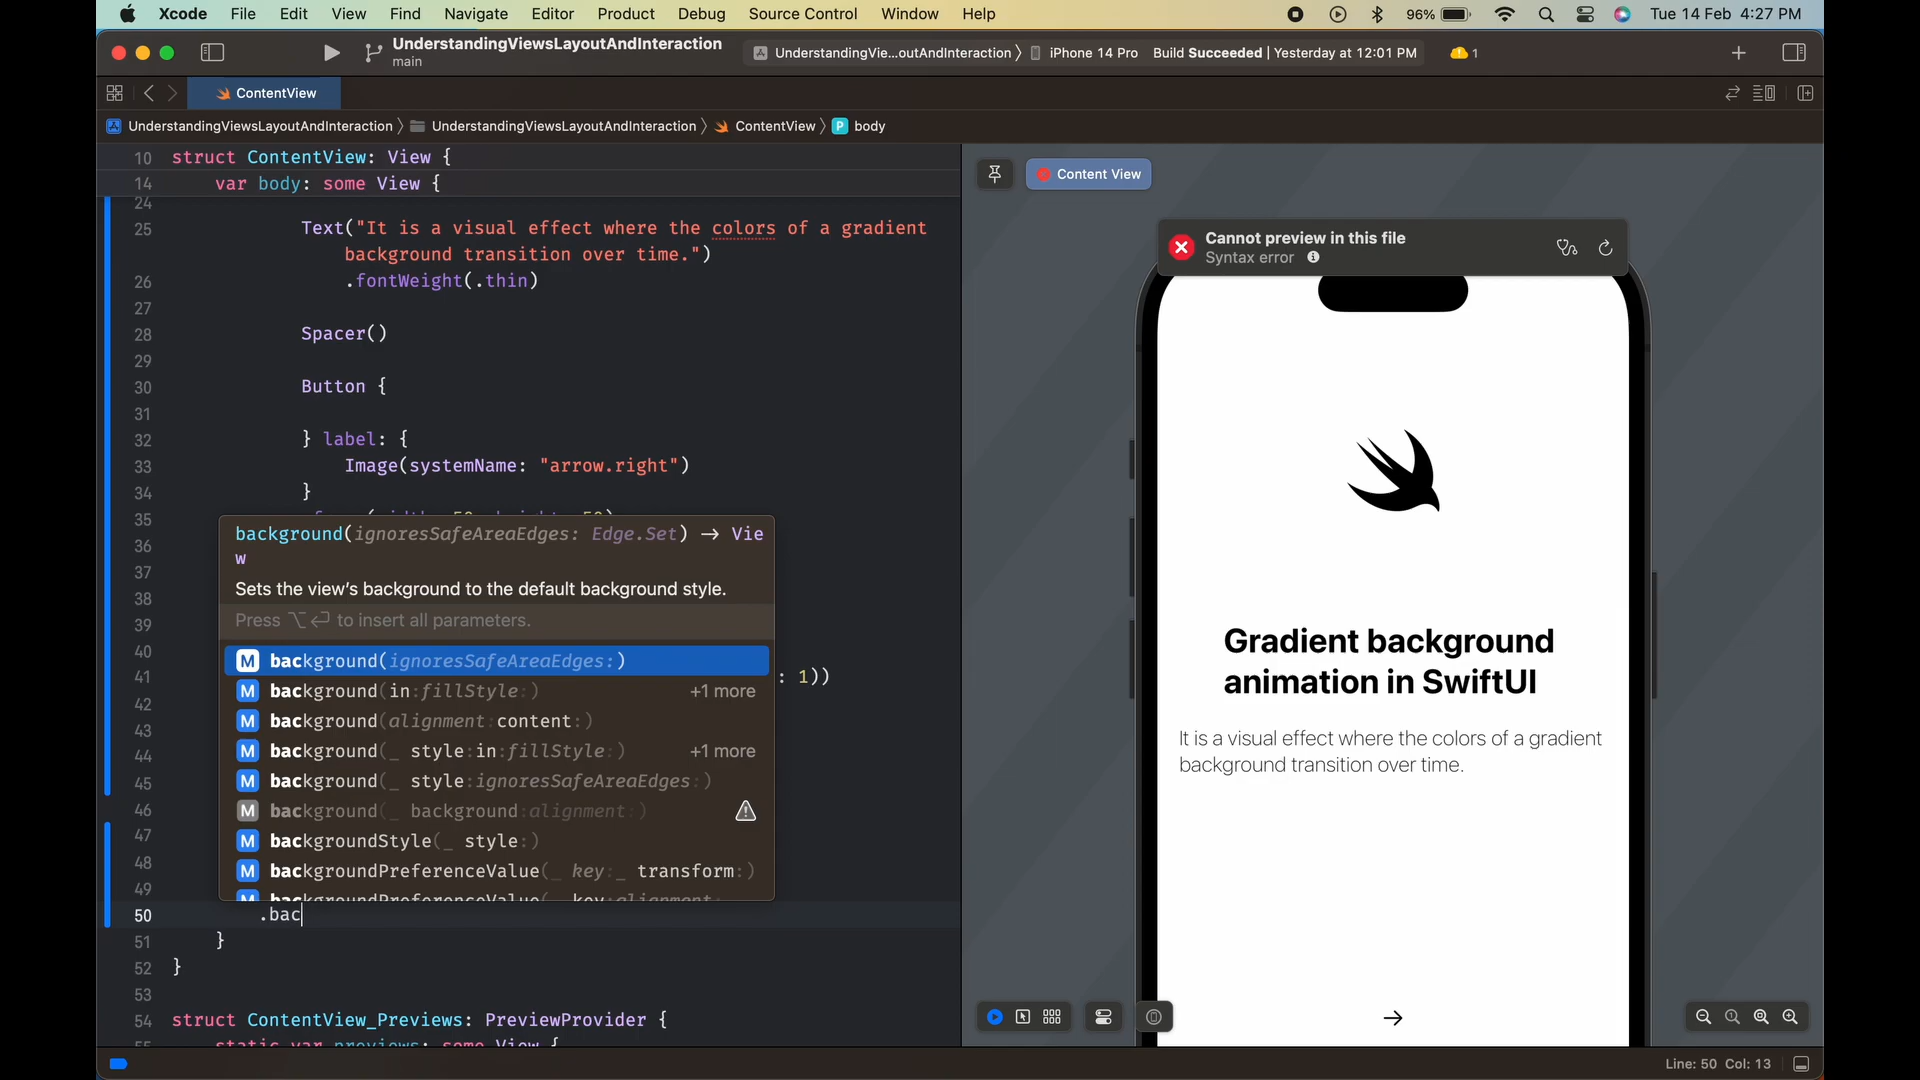 Xcode File Edit View Find Navigate Editor Product Debug Source Control Window Help 96% Tue 14 Feb 4:27 PM
UnderstandingViewsLayoutAndInteraction
main
UnderstandingVie...outAndInteraction 〉 iPhone 14 Pro Build Succeeded | Yesterday at 12:01 PM 1
ContentView
UnderstandingViewsLayoutAndInteraction 〉 UnderstandingViewsLayoutAndInteraction 〉 ContentView 〉 P body
10 struct ContentView: View {
14 var body: some View {
24
25 Text("It is a visual effect where the colors of a gradient
background transition over time.")
26 .fontWeight(.thin)
27
28 Spacer()
29
30 Button {
31
32 } label: {
33 Image(systemName: "arrow.right")
34 }
35
36
37
38
39
40
41 : 1))
42
43
44
45
46
47
48
49
50 .bac
51 }
52 }
53
54 struct ContentView_Previews: PreviewProvider {
55 static var previews: some View {
background(ignoresSafeAreaEdges: Edge.Set) → Vie
w
Sets the view's background to the default background style.
Press ⌥⏎ to insert all parameters.
M background(ignoresSafeAreaEdges:)
M background(in:fillStyle:) +1 more
M background(alignment:content:)
M background(_ style:in:fillStyle:) +1 more
M background(_ style:ignoresSafeAreaEdges:)
M background(_ background:alignment:)
M backgroundStyle(_ style:)
M backgroundPreferenceValue(_ key:_ transform:)
M backgroundPreferenceValue(_ key:alignment:
Content View
Cannot preview in this file
Syntax error
Gradient background
animation in SwiftUI
It is a visual effect where the colors of a gradient
background transition over time.
Line: 50 Col: 13